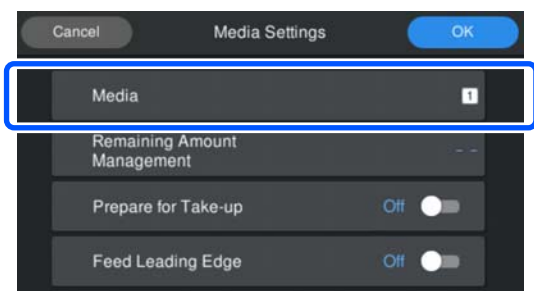 Cancel Media Settings OK
Media 1
Remaining Amount
Management - -
Prepare for Take-up Off
Feed Leading Edge Off